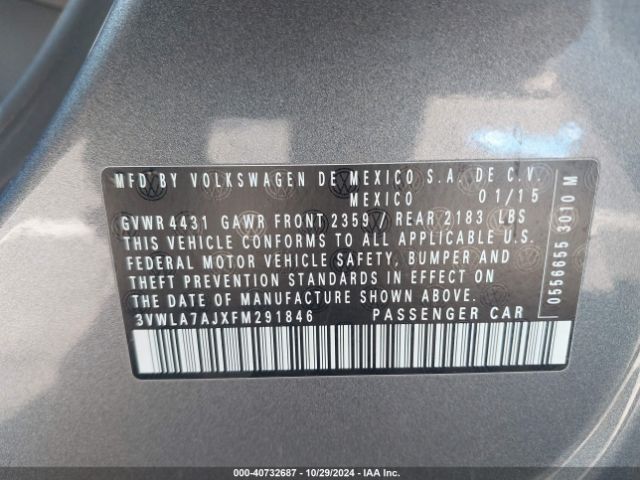 MFD BY VOLKSWAGEN DE MEXICO S.A. DE C.V.
MEXICO 01/15
GVWR 4431 GAWR FRONT 2359 / REAR 2183 LBS
THIS VEHICLE CONFORMS TO ALL APPLICABLE U.S.
FEDERAL MOTOR VEHICLE SAFETY, BUMPER AND
THEFT PREVENTION STANDARDS IN EFFECT ON
THE DATE OF MANUFACTURE SHOWN ABOVE.
3VWLA7AJXFM291846 PASSENGER CAR
0556655 3010 M
000-40732687 - 10/29/2024 - IAA Inc.